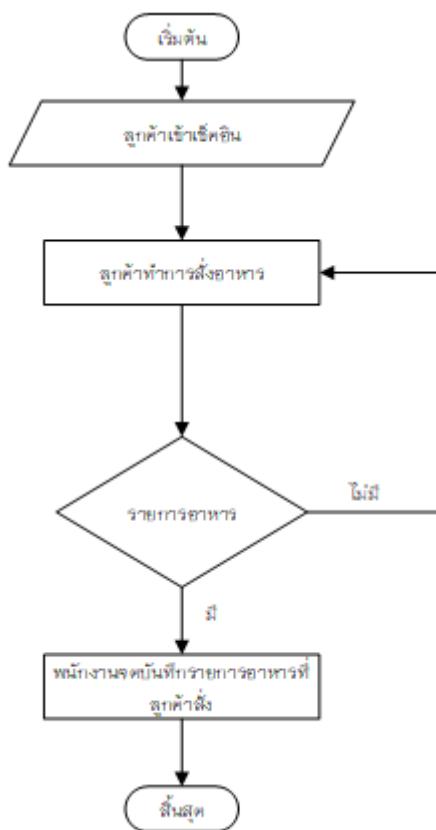 เริ่มต้น
ลูกค้าเข้าเช็คอิน
ลูกค้าทำการสั่งอาหาร
รายการอาหาร
ไม่มี
มี
พนักงานจดบันทึกรายการอาหารที่
ลูกค้าสั่ง
สิ้นสุด